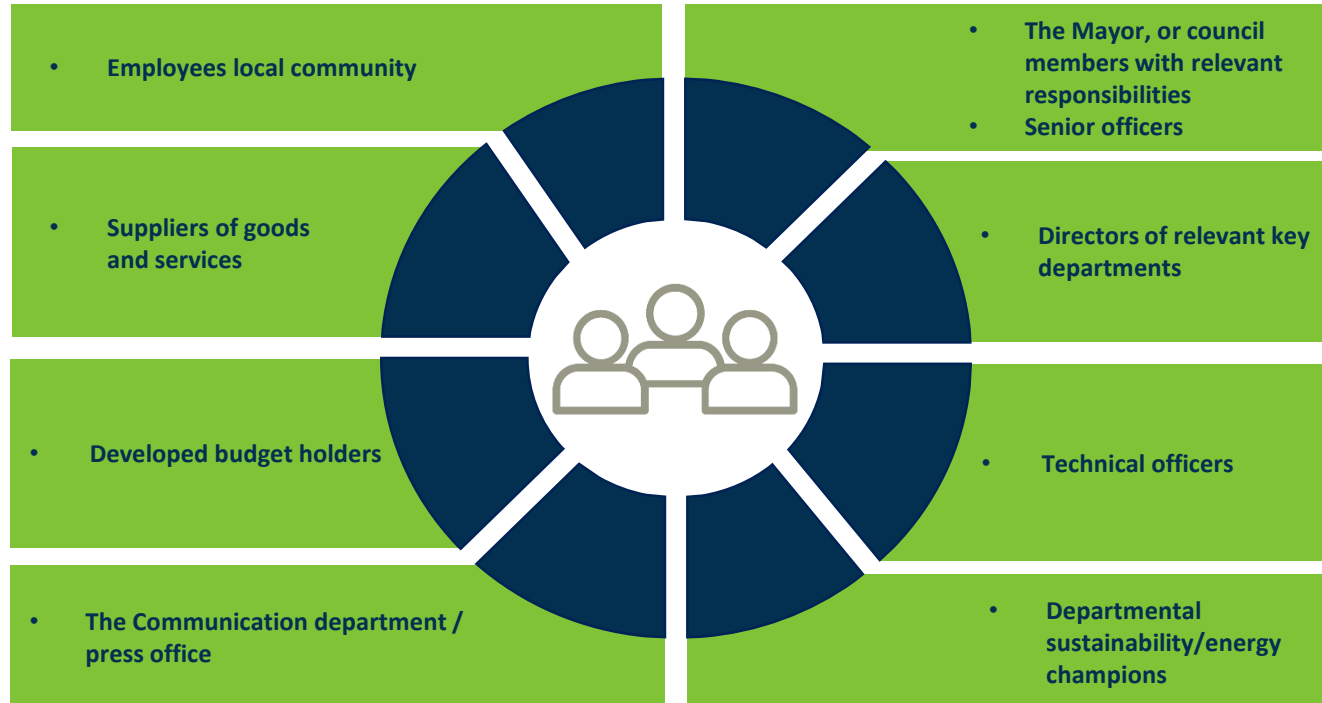 • Employees local community
• Suppliers of goods
and services
• Developed budget holders
• The Communication department /
press office
• The Mayor, or council
members with relevant
responsibilities
• Senior officers
• Directors of relevant key
departments
• Technical officers
• Departmental
sustainability/energy
champions